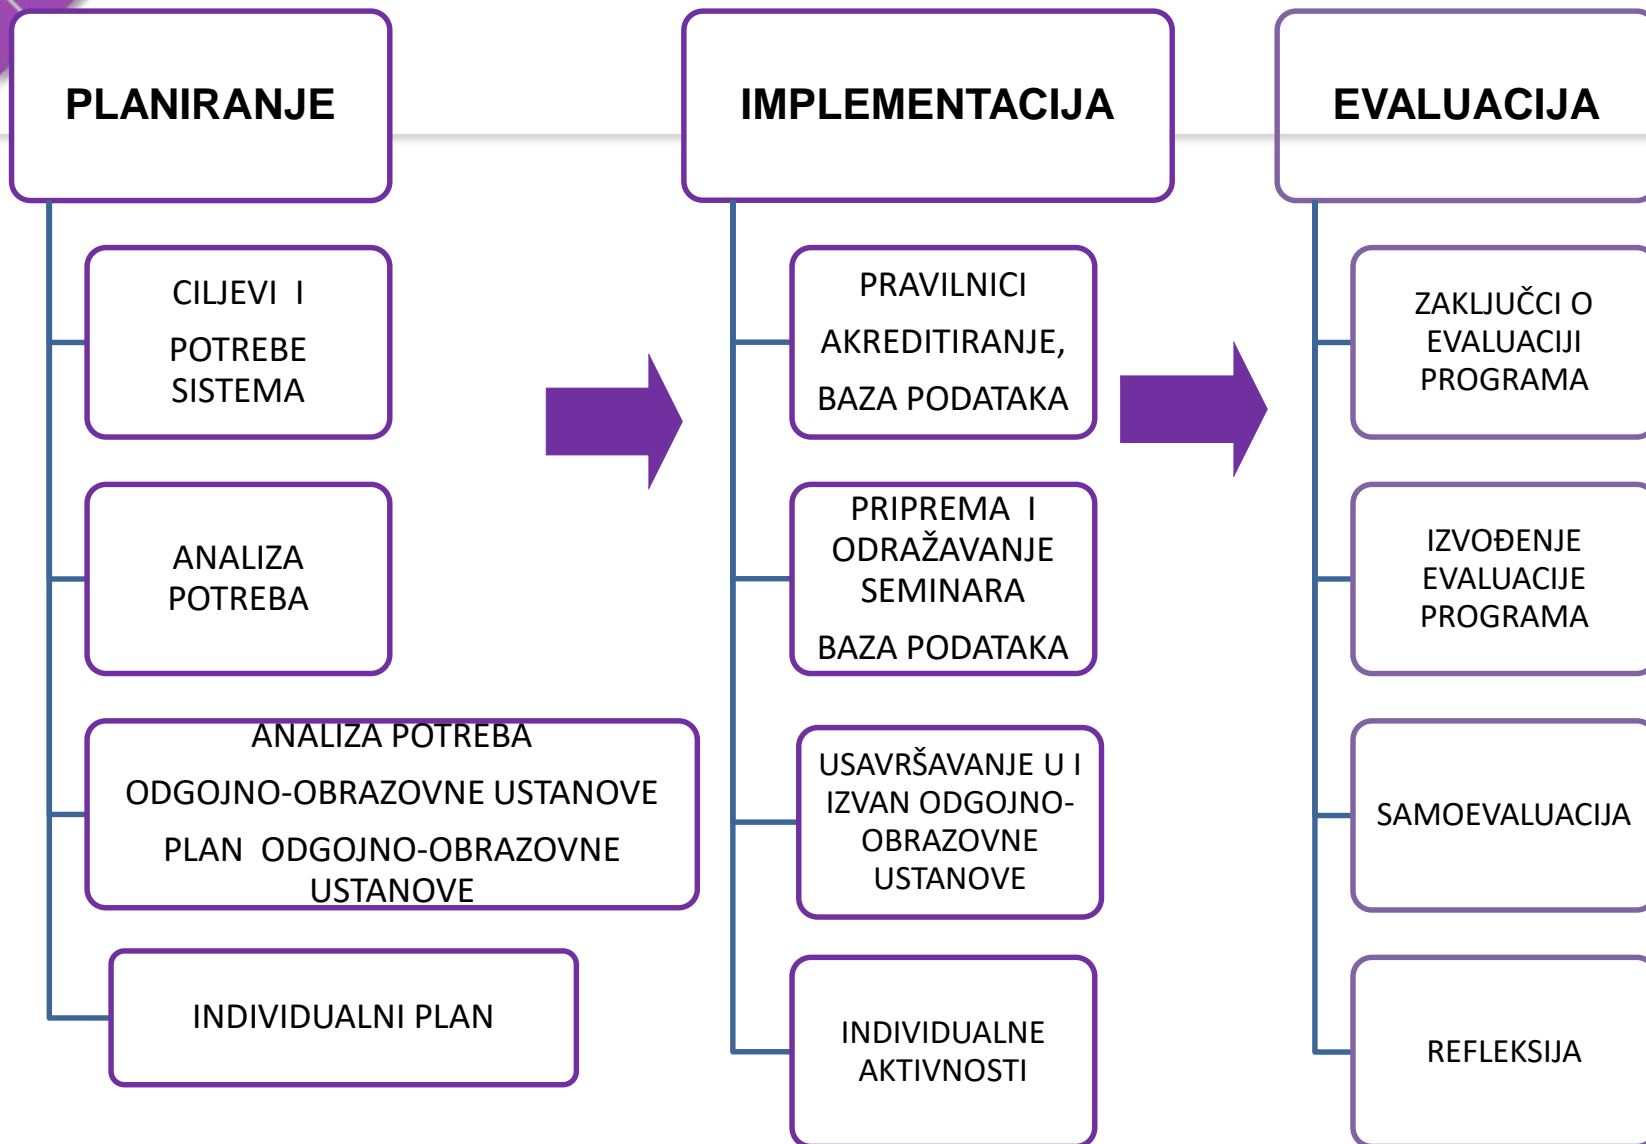 PLANIRANJE
CILJEVI I
POTREBE
SISTEMA
ANALIZA
POTREBA
ANALIZA POTREBA
ODGOJNO-OBRAZOVNE USTANOVE
PLAN ODGOJNO-OBRAZOVNE
USTANOVE
INDIVIDUALNI PLAN
IMPLEMENTACIJA
PRAVILNICI
AKREDITIRANJE,
BAZA PODATAKA
PRIPREMA I
ODRAŽAVANJE
SEMINARA
BAZA PODATAKA
USAVRŠAVANJE U I
IZVAN ODGOJNO-
OBRAZOVNE
USTANOVE
INDIVIDUALNE
AKTIVNOSTI
EVALUACIJA
ZAKLJUČCI O
EVALUACIJI
PROGRAMA
IZVOĐENJE
EVALUACIJE
PROGRAMA
SAMOEVALUACIJA
REFLEKSIJA